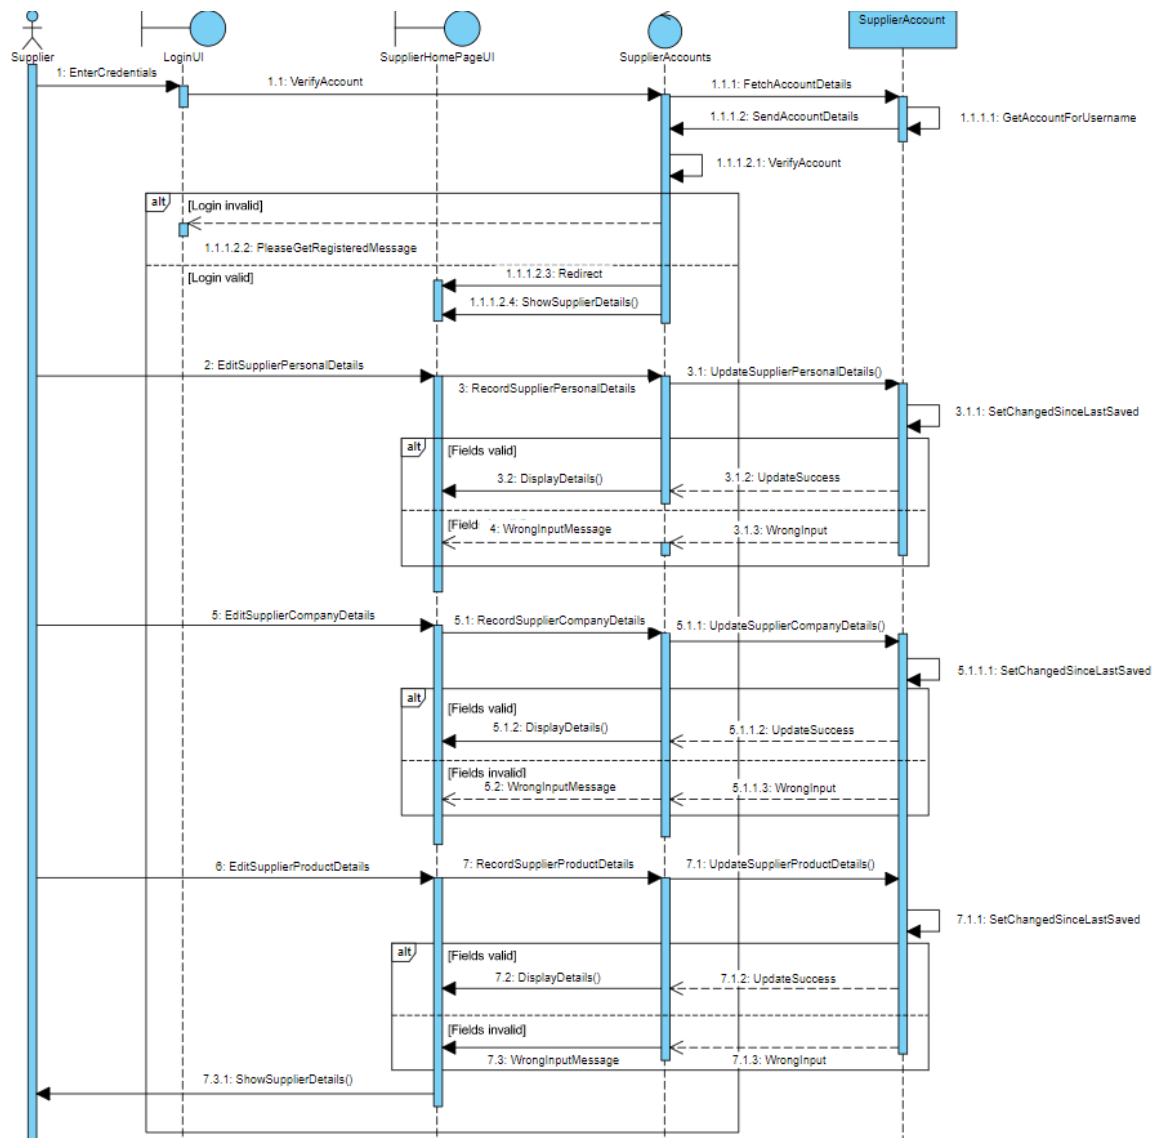 SupplierAccount
Supplier
LoginUI
SupplierHomePageUI
SupplierAccounts
1: EnterCredentials
1.1: VerifyAccount
1.1.1: FetchAccountDetails
1.1.1.2: SendAccountDetails
1.1.1.1: GetAccountForUsername
1.1.1.2.1: VerifyAccount
alt
[Login invalid]
1.1.1.2.2: PleaseGetRegisteredMessage
[Login valid]
1.1.1.2.3: Redirect
1.1.1.2.4: ShowSupplierDetails()
2: EditSupplierPersonalDetails
3: RecordSupplierPersonalDetails
3.1: UpdateSupplierPersonalDetails()
3.1.1: SetChangedSinceLastSaved
alt
[Fields valid]
3.2: DisplayDetails()
3.1.2: UpdateSuccess
[Field
4: WrongInputMessage
3.1.3: WrongInput
5: EditSupplierCompanyDetails
5.1: RecordSupplierCompanyDetails
5.1.1: UpdateSupplierCompanyDetails()
5.1.1.1: SetChangedSinceLastSaved
alt
[Fields valid]
5.1.2: DisplayDetails()
5.1.1.2: UpdateSuccess
[Fields invalid]
5.2: WrongInputMessage
5.1.1.3: WrongInput
6: EditSupplierProductDetails
7: RecordSupplierProductDetails
7.1: UpdateSupplierProductDetails()
7.1.1: SetChangedSinceLastSaved
alt
[Fields valid]
7.2: DisplayDetails()
7.1.2: UpdateSuccess
[Fields invalid]
7.3: WrongInputMessage
7.1.3: WrongInput
7.3.1: ShowSupplierDetails()